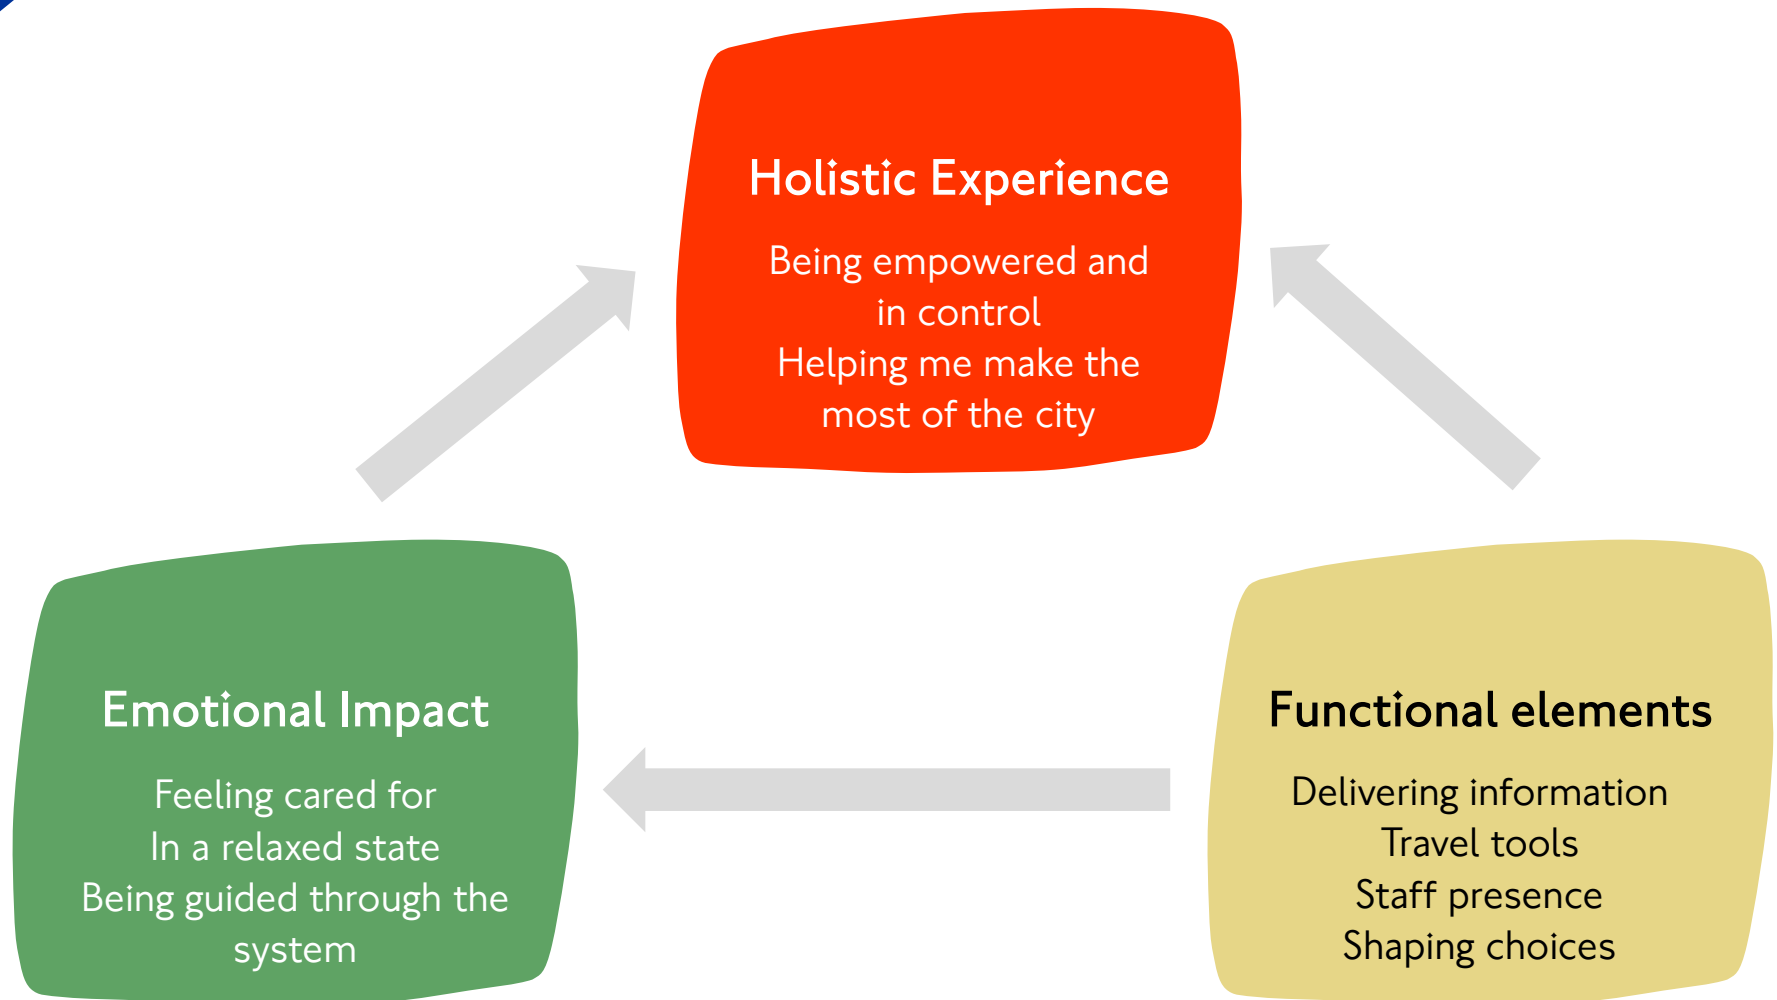 Holistic Experience
Being empowered and
in control
Helping me make the
most of the city
Emotional Impact
Feeling cared for
In a relaxed state
Being guided through the
system
Functional elements
Delivering information
Travel tools
Staff presence
Shaping choices